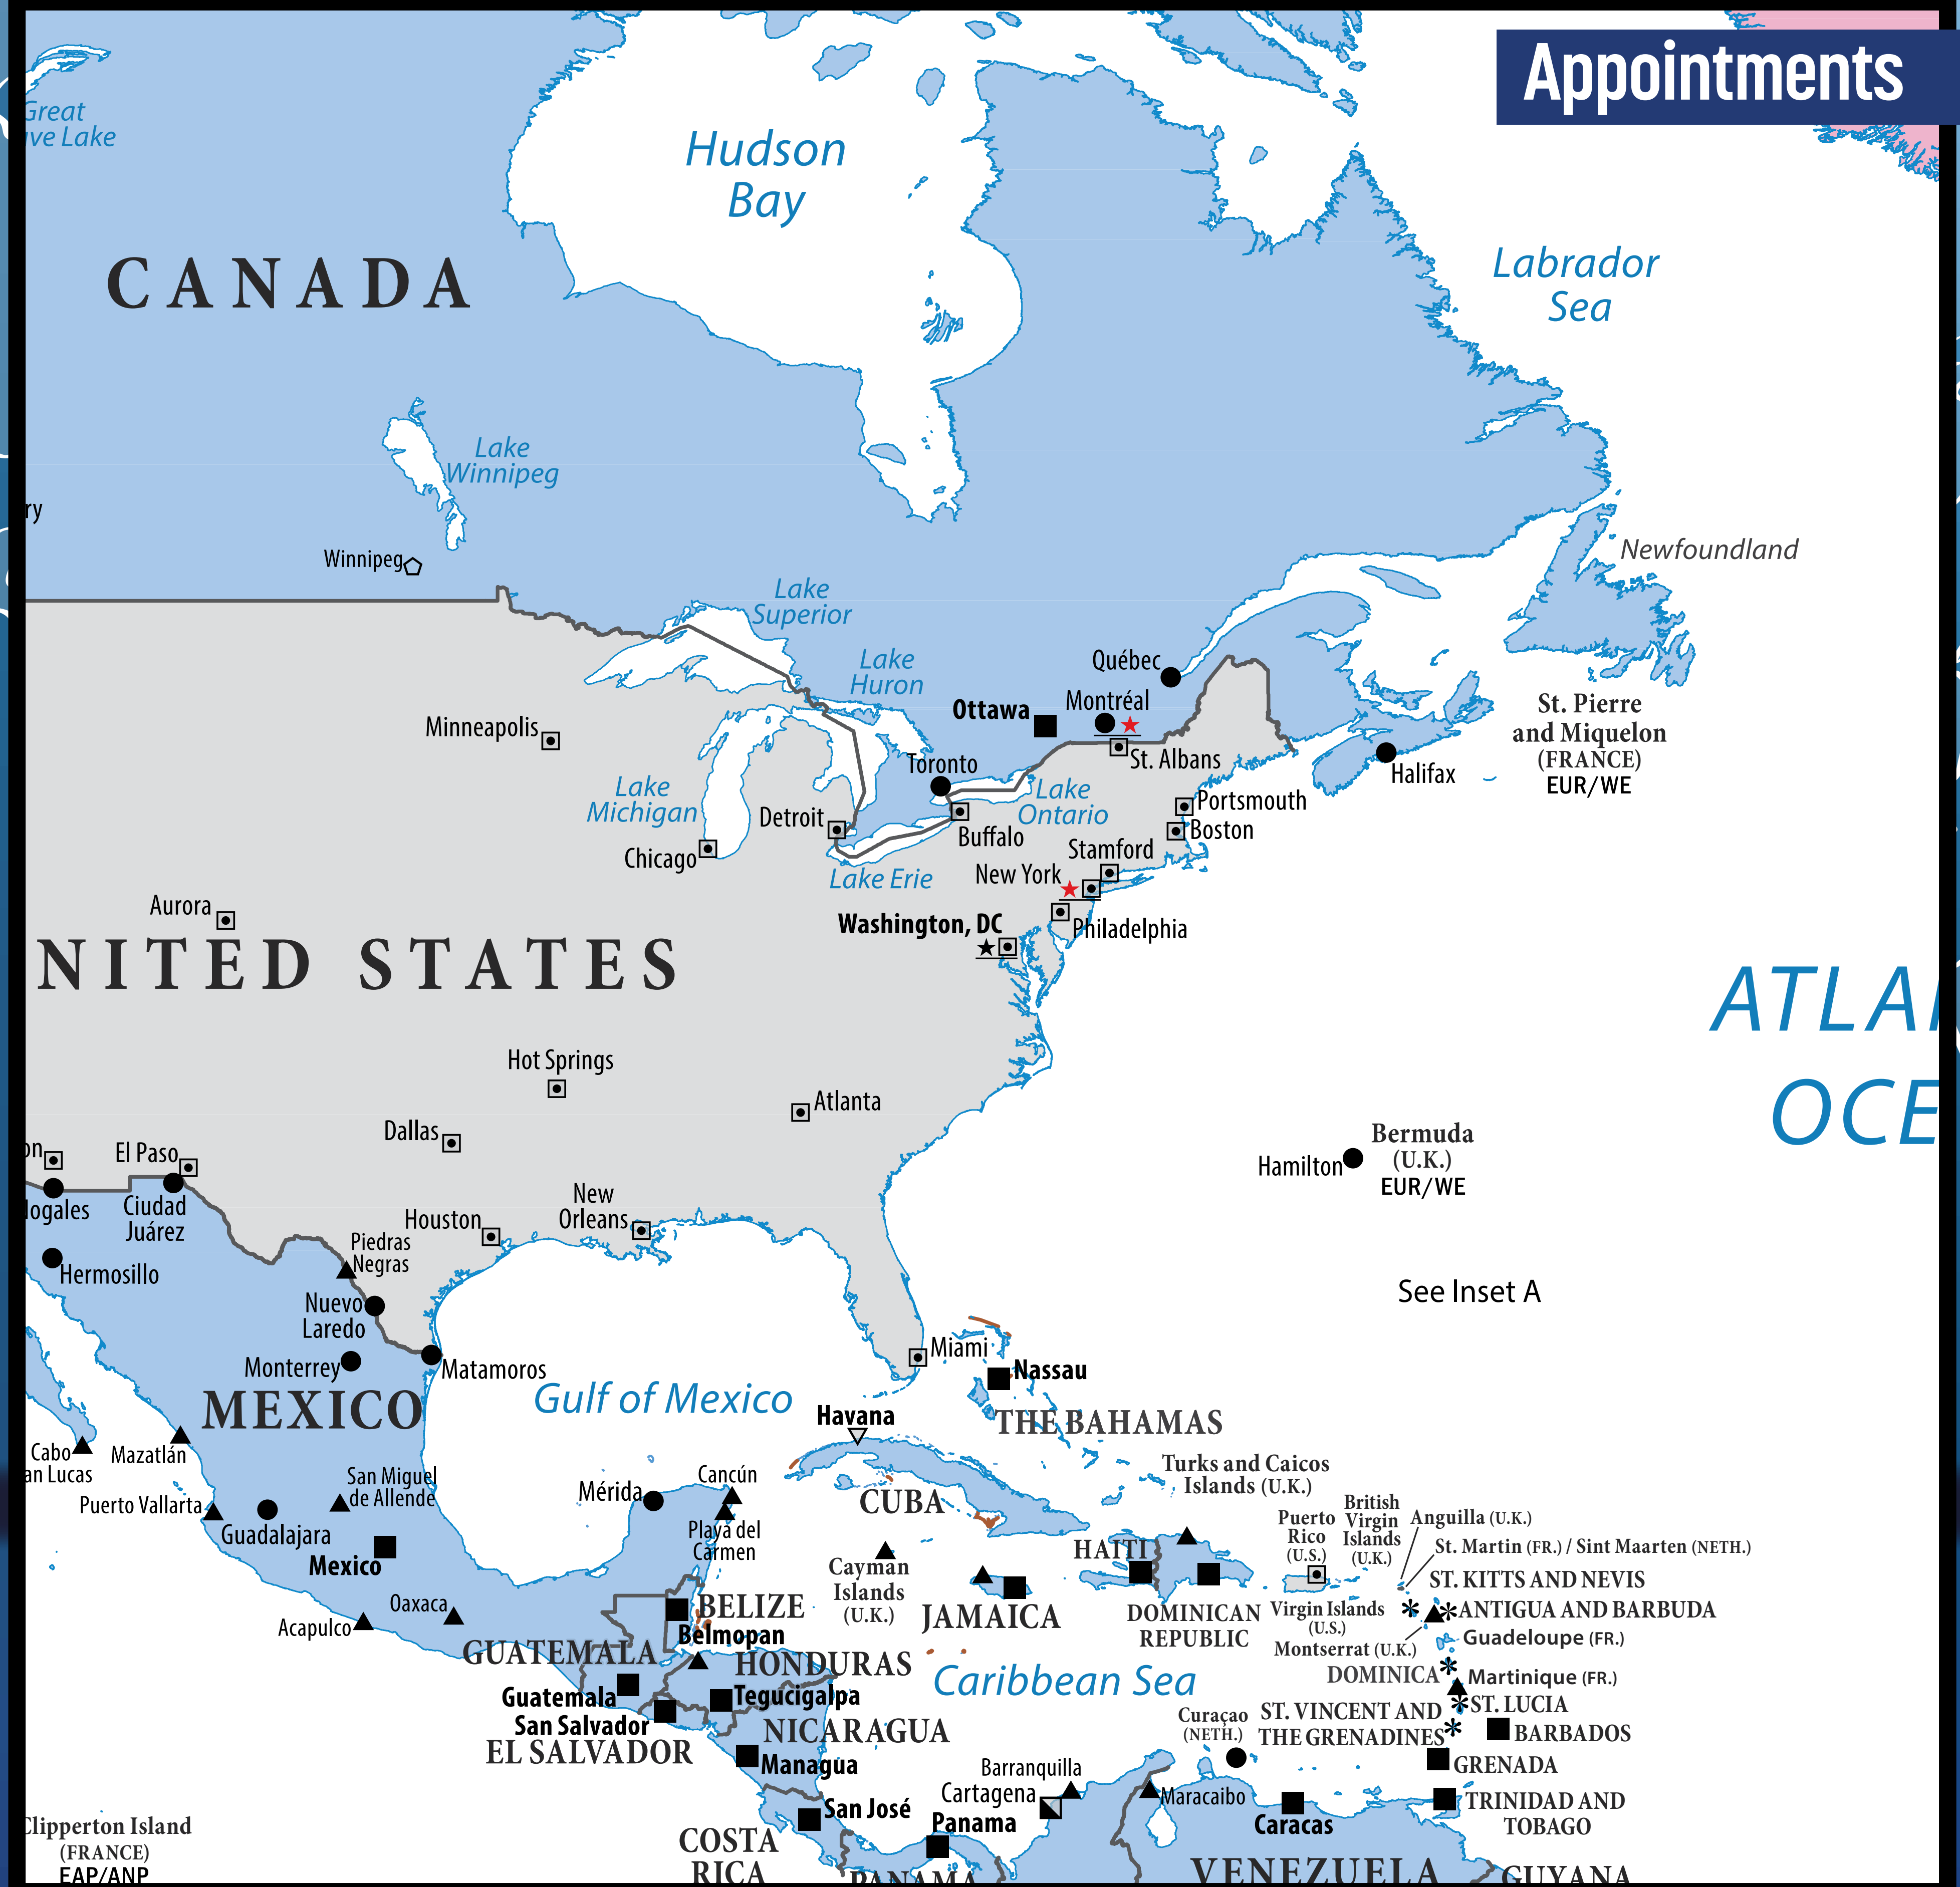 Appointments
Great
ve Lake
Hudson
Bay
CANADA
Labrador
Sea
Lake
Winnipeg
ry
Winnipeg
Newfoundland
Lake
Superior
Lake
Huron
Québec
Montréal
Ottawa
St. Albans
St. Pierre
and Miquelon
(FRANCE)
EUR/WE
Minneapolis
Toronto
Halifax
Lake
Michigan
Lake
Ontario
Detroit
Buffalo
Portsmouth
Boston
Chicago
Stamford
Lake Erie
New York
Aurora
Washington, DC
Philadelphia
NITED STATES
ATLA
OCE
Hot Springs
Atlanta
Dallas
Bermuda
(U.K.)
EUR/WE
Hamilton
on
El Paso
ogales
Ciudad
Juárez
Houston
New
Orleans
Piedras
Negras
Hermosillo
See Inset A
Nuevo
Laredo
Monterrey
Matamoros
Miami
Nassau
MEXICO
Gulf of Mexico
Havana
THE BAHAMAS
Cabo
an Lucas
Mazatlán
San Miguel
de Allende
Turks and Caicos
Islands (U.K.)
Puerto Vallarta
Guadalajara
Mérida
Cancún
CUBA
Playa del
Carmen
Mexico
Puerto
Rico
(U.S.)
British
Virgin
Islands
(U.K.)
Anguilla (U.K.)
St. Martin (FR.) / Sint Maarten (NETH.)
HAITI
Cayman
Islands
(U.K.)
ST. KITTS AND NEVIS
Oaxaca
Acapulco
BELIZE
Belmopan
JAMAICA
DOMINICAN
REPUBLIC
Virgin Islands
(U.S.)
ANTIGUA AND BARBUDA
Montserrat (U.K.)
Guadeloupe (FR.)
GUATEMALA
HONDURAS
Caribbean Sea
DOMINICA
Martinique (FR.)
Guatemala
Tegucigalpa
San Salvador
EL SALVADOR
NICARAGUA
Curaçao
(NETH.)
ST. VINCENT AND
THE GRENADINES
ST. LUCIA
BARBADOS
Managua
GRENADA
Barranquilla
Cartagena
Maracaibo
San José
Panama
Caracas
TRINIDAD AND
TOBAGO
Clipperton Island
(FRANCE)
EAP/ANP
COSTA
RICA
PANAMA
VENEZUELA
GUYANA